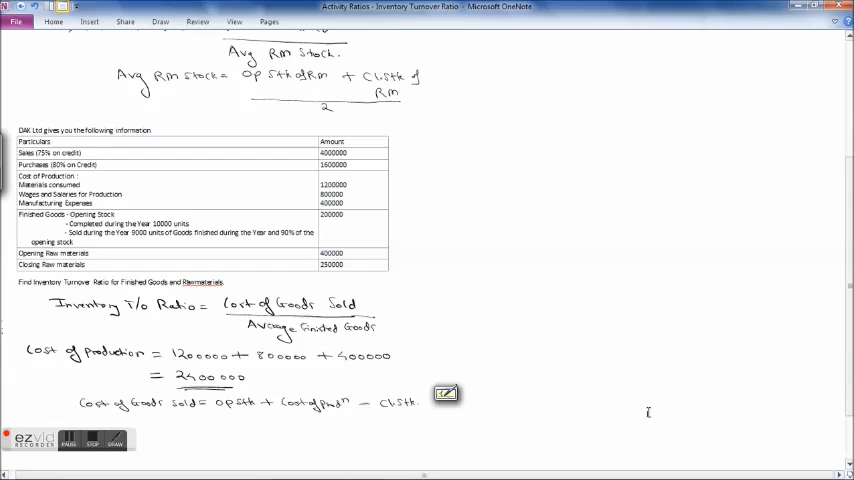 Activity Ratios - Inventory Turnover Ratio - Microsoft OneNote
File Home Insert Share Draw Review View Pages
Avg RM Stock.
Avg RM Stock = Op Stk of Rm + Cl. Stk of
RM
2
DAK Ltd gives you the following information
Particulars Amount
Sales (75% on credit) 4000000
Purchases (80% on Credit) 1600000
Cost of Production :
Materials consumed 1200000
Wages and Salaries for Production 800000
Manufacturing Expenses 400000
Finished Goods - Opening Stock 200000
- Completed during the Year 10000 units
- Sold during the Year 9000 units of Goods finished during the Year and 90% of the
opening stock
Opening Raw materials 400000
Closing Raw materials 250000
Find Inventory Turnover Ratio for Finished Goods and Rawmaterials.
Inventory T/o Ratio = Cost of Goods Sold
Average Finished Goods
Cost of Production = 1200000 + 800000 + 400000
= 2400000
Cost of Goods Sold = Op Stk + Cost of Prodn - Cl. Stk.
ezvid
RECORDER
PAUSE STOP DRAW